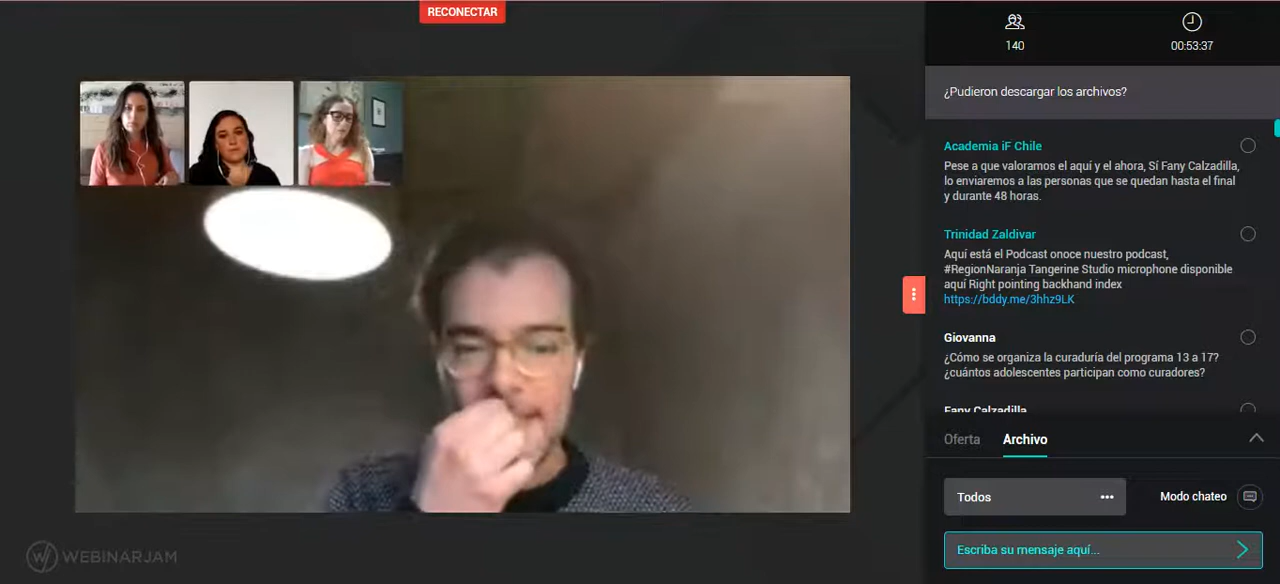 RECONECTAR
140
00:53:37
¿Pudieron descargar los archivos?
Academia iF Chile
Pese a que valoramos el aquí y el ahora, Sí Fany Calzadilla,
lo enviaremos a las personas que se quedan hasta el final
y durante 48 horas.
Trinidad Zaldivar
Aquí está el Podcast onoce nuestro podcast,
#RegionNaranja Tangerine Studio microphone disponible
aquí Right pointing backhand index
https://bddy.me/3hhz9LK
Giovanna
¿Cómo se organiza la curaduría del programa 13 a 17?
¿cuántos adolescentes participan como curadores?
Fany Calzadilla
Oferta
Archivo
Todos
Modo chateo
Escriba su mensaje aquí...
WEBINARJAM